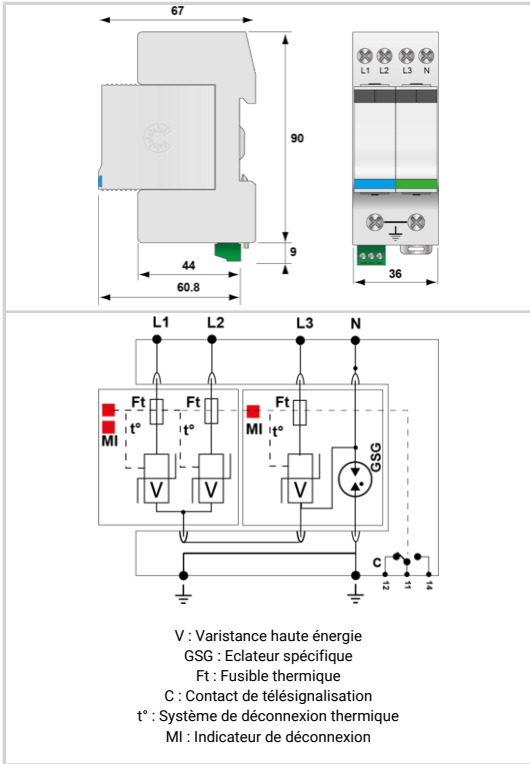 67
L1 L2 L3 N
90
9
44
36
60.8
L1 L2 L3 N
Ft Ft Ft
MI t° t° MI t°
V V V GSG
C
12 11 14
V : Varistance haute énergie
GSG : Eclateur spécifique
Ft : Fusible thermique
C : Contact de télésignalisation
t° : Système de déconnexion thermique
MI : Indicateur de déconnexion